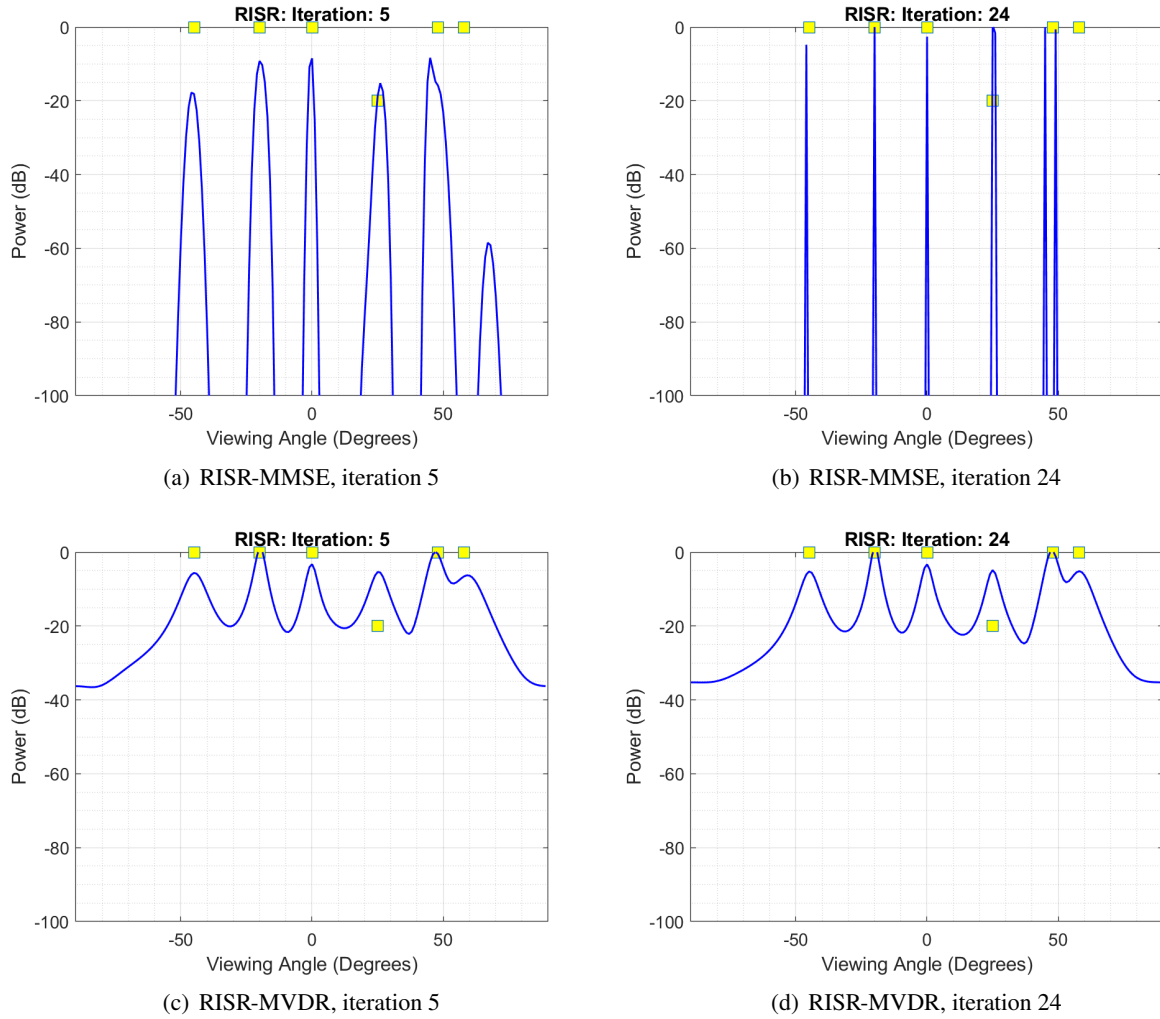 RISR: Iteration: 5
0
-20
-40
-60
-80
-100
Power (dB)
-50
0
50
Viewing Angle (Degrees)
(a) RISR-MMSE, iteration 5
RISR: Iteration: 24
0
-20
-40
-60
-80
-100
Power (dB)
-50
0
50
Viewing Angle (Degrees)
(b) RISR-MMSE, iteration 24
RISR: Iteration: 5
0
-20
-40
-60
-80
-100
Power (dB)
-50
0
50
Viewing Angle (Degrees)
(c) RISR-MVDR, iteration 5
RISR: Iteration: 24
0
-20
-40
-60
-80
-100
Power (dB)
-50
0
50
Viewing Angle (Degrees)
(d) RISR-MVDR, iteration 24